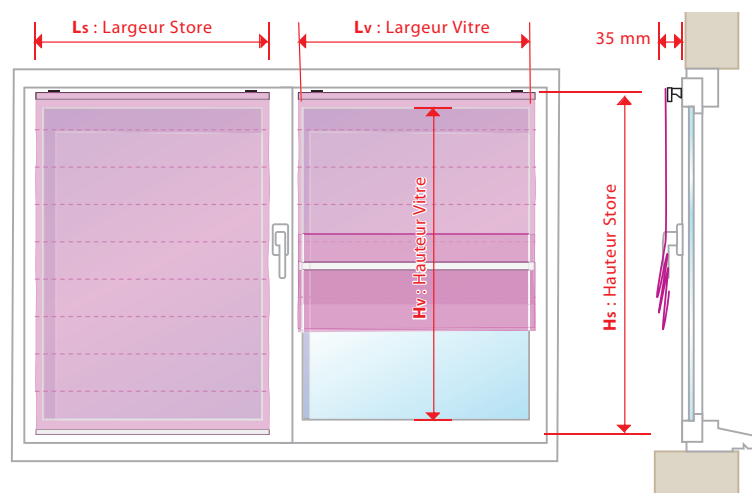 Ls : Largeur Store
Lv : Largeur Vitre
35 mm
Hv : Hauteur Vitre
Hs : Hauteur Store